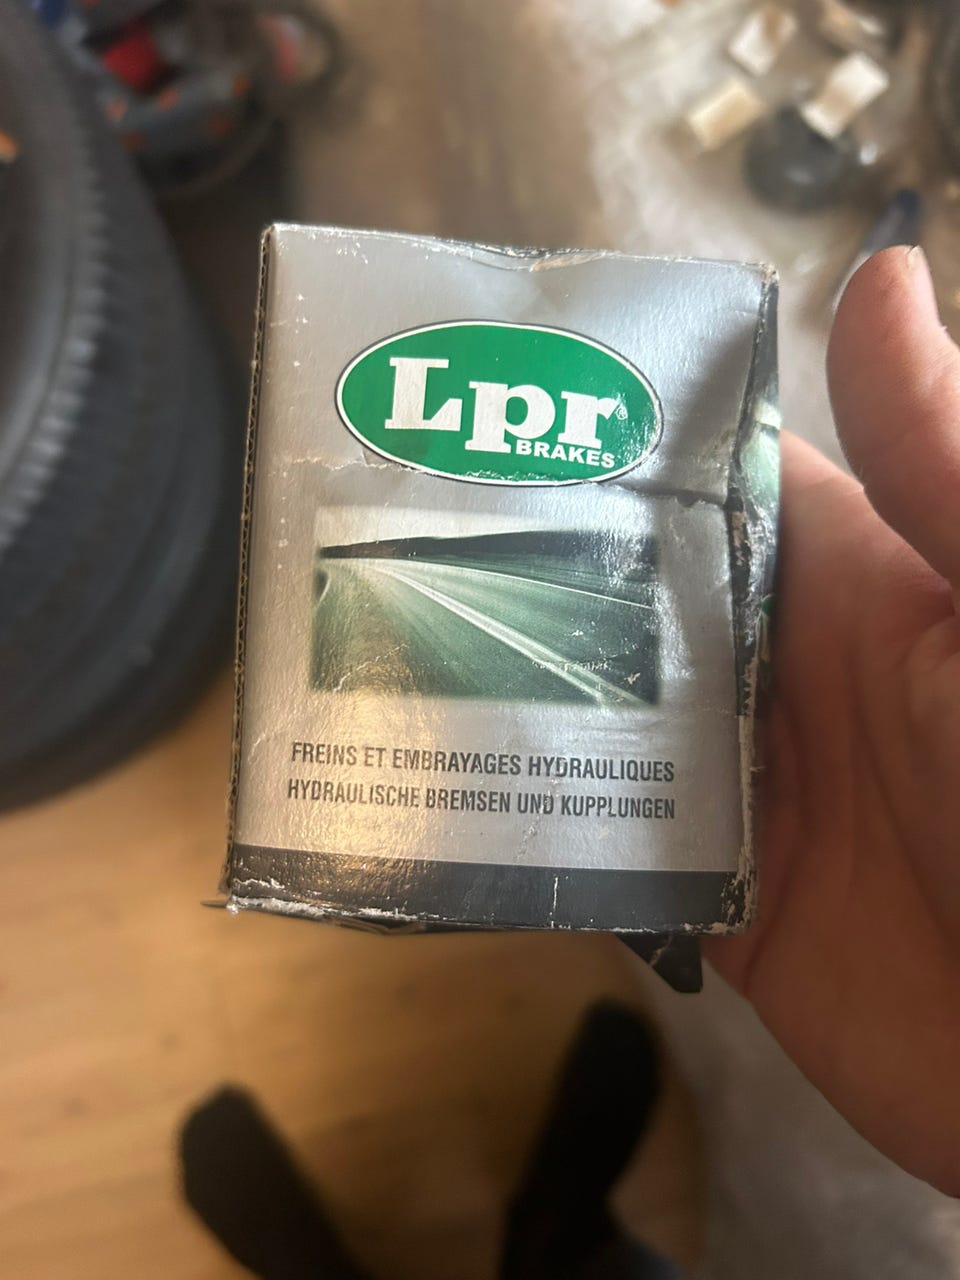 Lpr®
BRAKES
FREINS ET EMBRAYAGES HYDRAULIQUES
HYDRAULISCHE BREMSEN UND KUPPLUNGEN